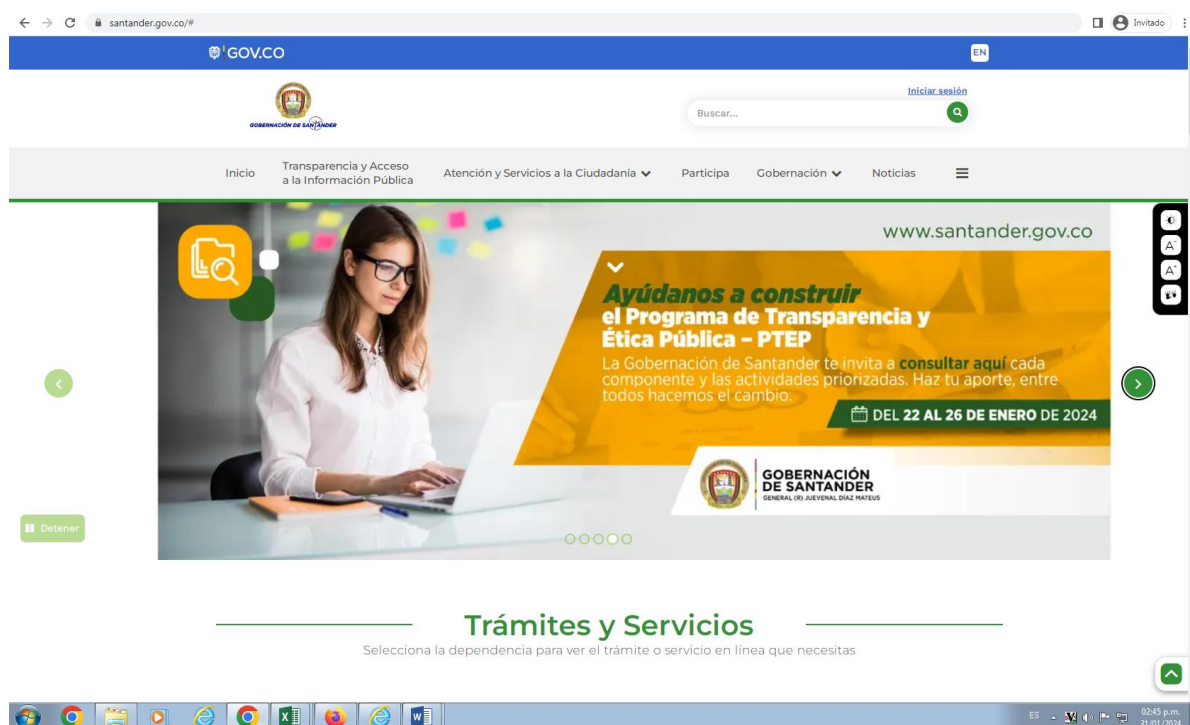 santander.gov.co/#
Invitado
GOV.CO
EN
GOBERNACIÓN DE SANTANDER
Iniciar sesión
Buscar...
Inicio
Transparencia y Acceso
a la Información Pública
Atención y Servicios a la Ciudadanía
Participa
Gobernación
Noticias
www.santander.gov.co
Ayúdanos a construir
el Programa de Transparencia y
Ética Pública – PTEP
La Gobernación de Santander te invita a consultar aquí cada
componente y las actividades priorizadas. Haz tu aporte, entre
todos hacemos el cambio.
DEL 22 AL 26 DE ENERO DE 2024
GOBERNACIÓN
DE SANTANDER
GENERAL (R) JUEVENAL DÍAZ MATEUS
A-
A+
Detener
Trámites y Servicios
Selecciona la dependencia para ver el trámite o servicio en línea que necesitas
ES
02:45 p.m.
31/01/2024